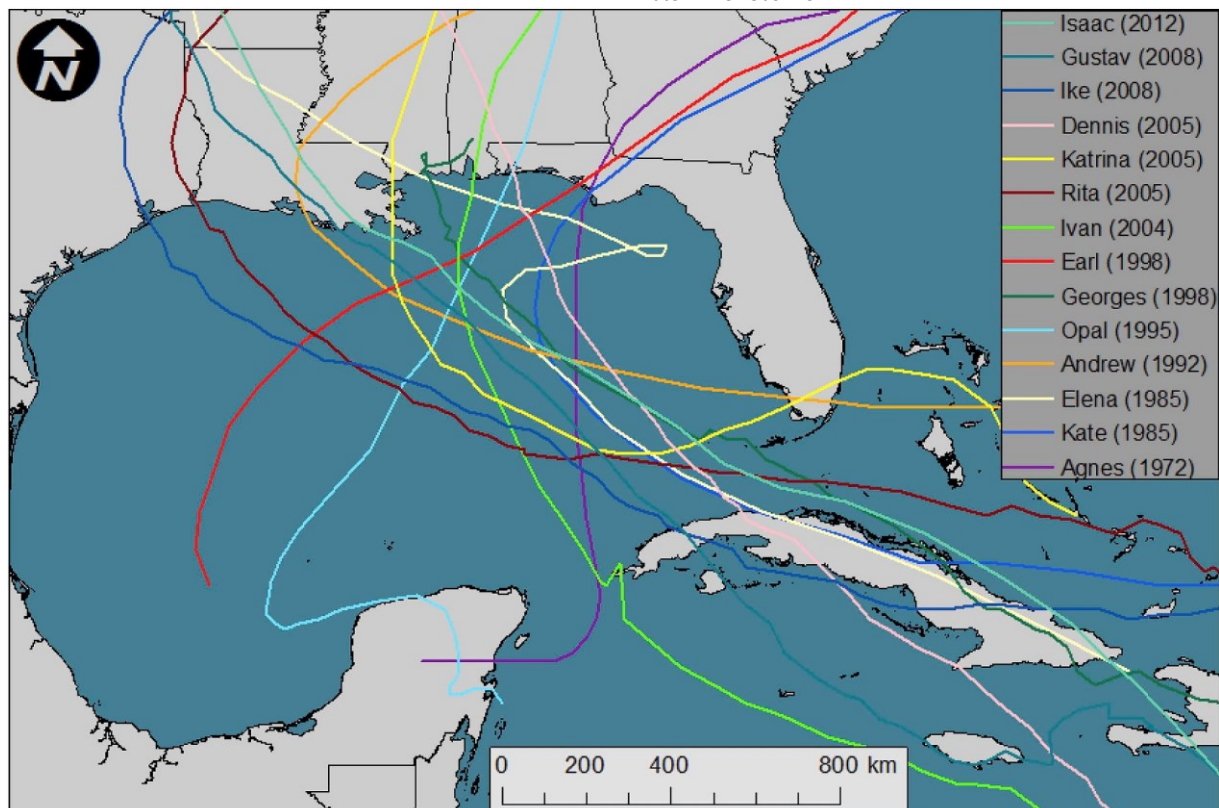 N
Isaac (2012)
Gustav (2008)
Ike (2008)
Dennis (2005)
Katrina (2005)
Rita (2005)
Ivan (2004)
Earl (1998)
Georges (1998)
Opal (1995)
Andrew (1992)
Elena (1985)
Kate (1985)
Agnes (1972)
0 200 400 800 km